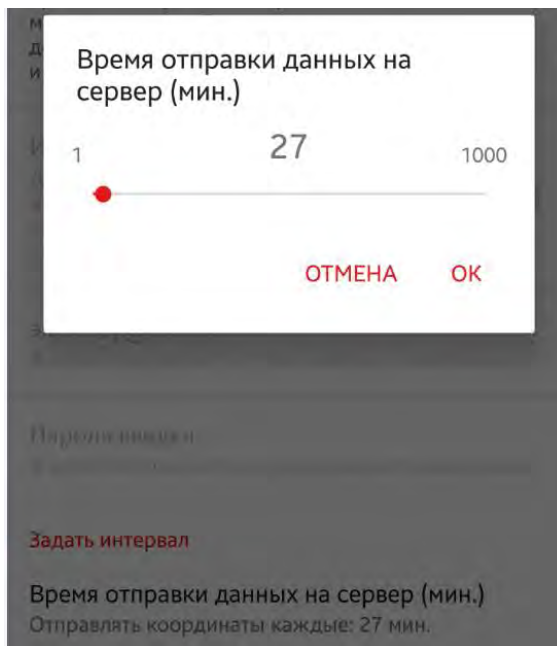 Время отправки данных на
сервер (мин.)
1 27 1000
ОТМЕНА ОК
Задать интервал
Время отправки данных на сервер (мин.)
Отправлять координаты каждые: 27 мин.